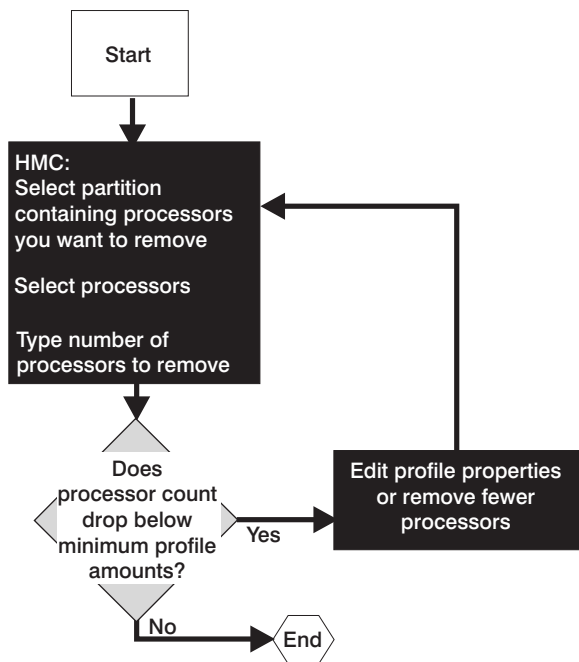 Start
HMC:
Select partition
containing processors
you want to remove
Select processors
Type number of
processors to remove
Does
processor count
drop below
minimum profile
amounts?
Yes
Edit profile properties
or remove fewer
processors
No
End